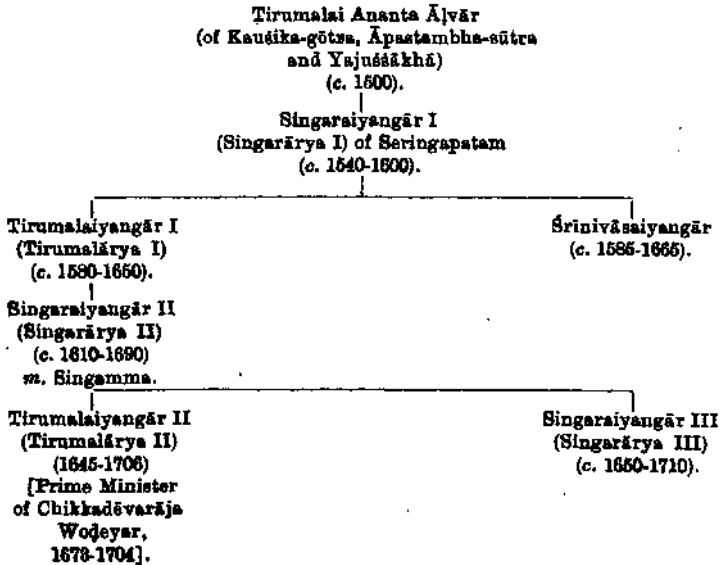 Tirumalai Ananta Āḷvār
(of Kauśika-gōtra, Āpastambha-sūtra
and Yajuśśākhā)
(c. 1500).
Singaraiyangār I
(Singarārya I) of Seringapatam
(c. 1540-1600).
Tirumalaiyangār I
(Tirumalārya I)
(c. 1580-1650).
Śrīnivāsaiyangār
(c. 1585-1665).
Singaraiyangār II
(Singarārya II)
(c. 1610-1690)
m. Singamma.
Tirumalaiyangār II
(Tirumalārya II)
(1645-1706)
[Prime Minister
of Chikkadēvarāja
Woḍeyar,
1673-1704].
Singaraiyangār III
(Singarārya III)
(c. 1650-1710).